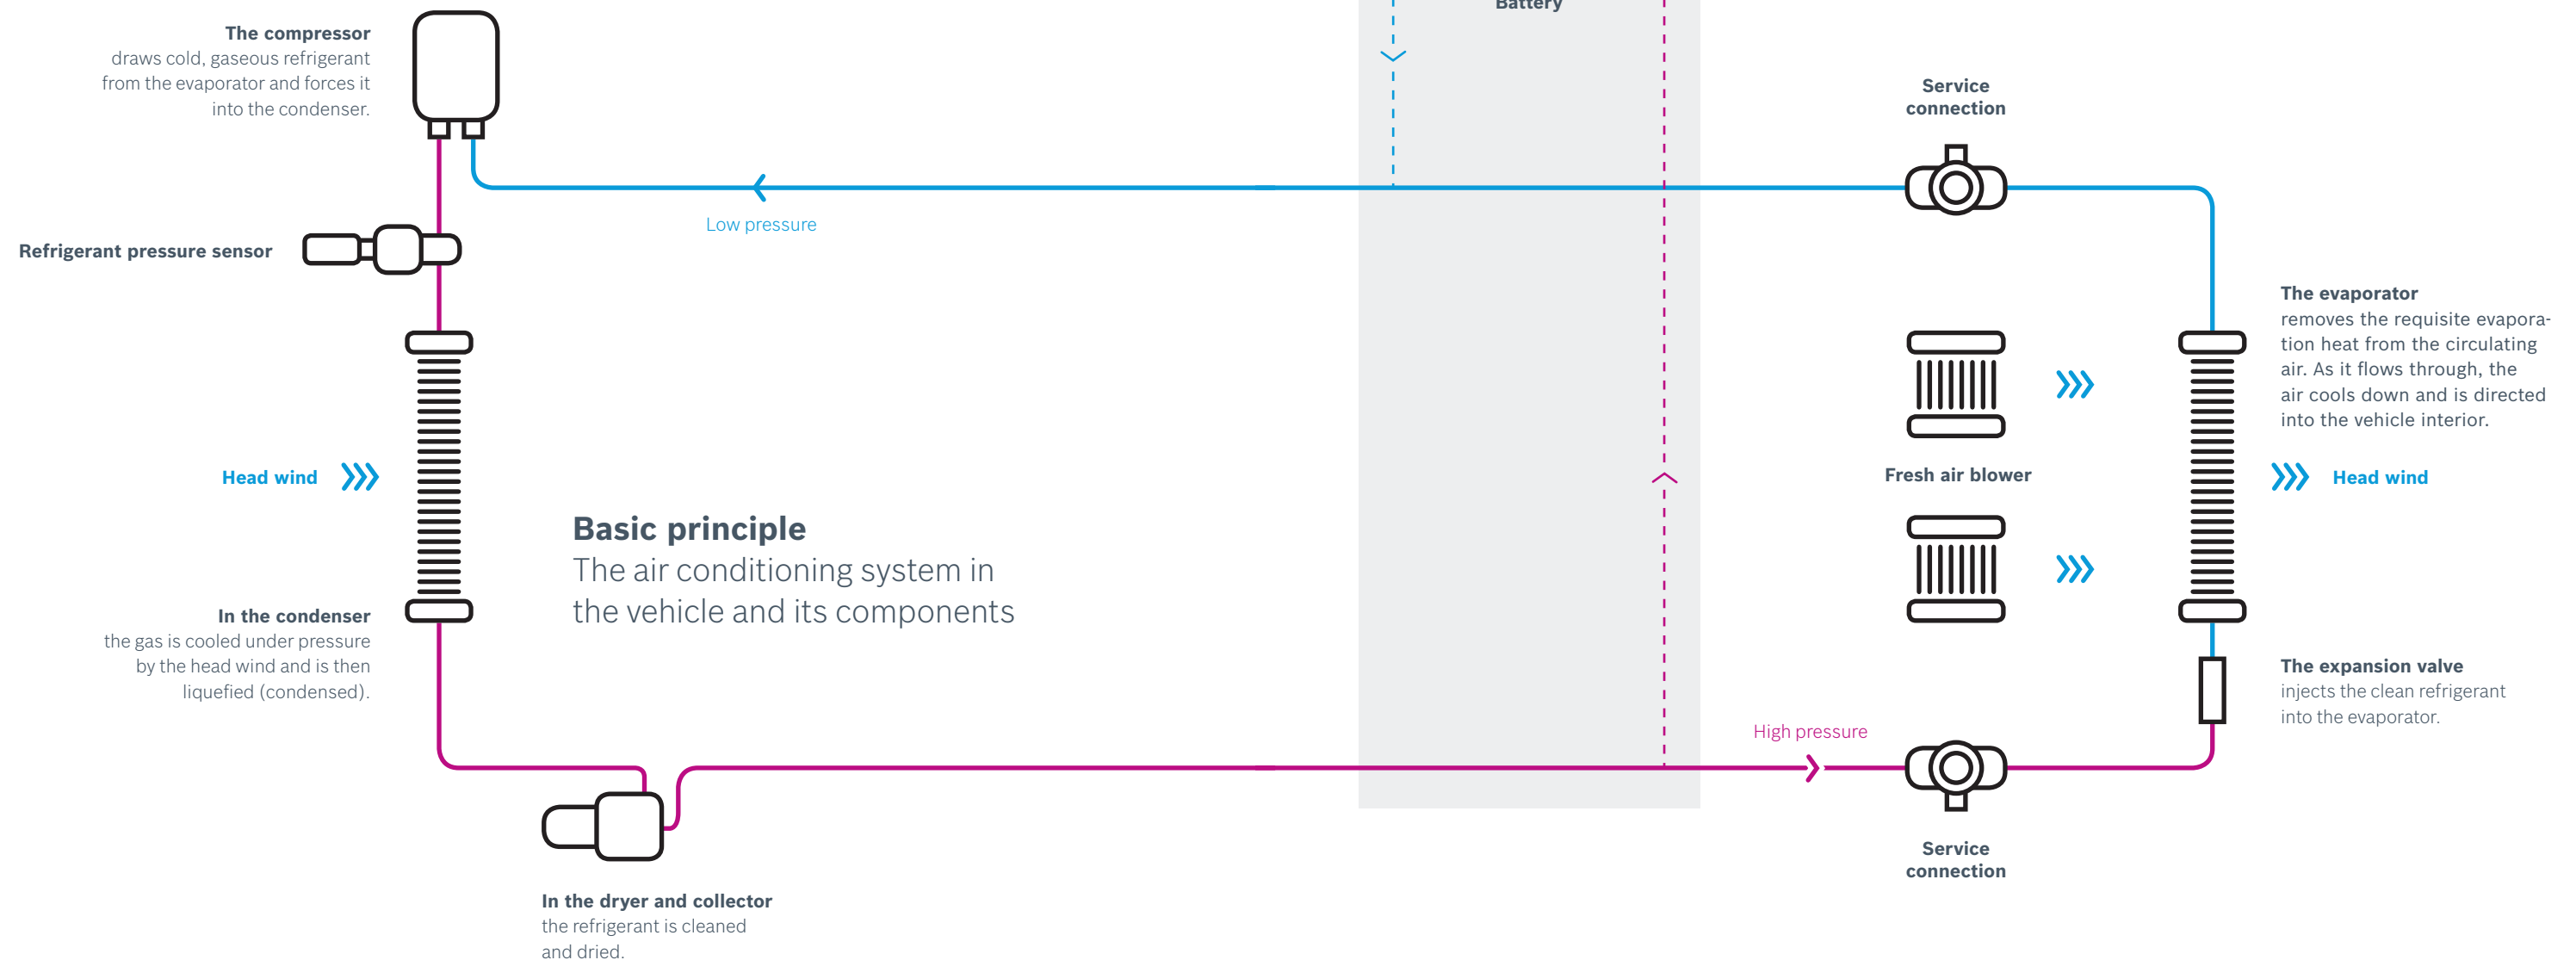 Battery
The compressor
draws cold, gaseous refrigerant
from the evaporator and forces it
into the condenser.
Service
connection
Low pressure
Refrigerant pressure sensor
The evaporator
removes the requisite evapora-
tion heat from the circulating
air. As it flows through, the
air cools down and is directed
into the vehicle interior.
Head wind
Fresh air blower
Head wind
Basic principle
The air conditioning system in
the vehicle and its components
In the condenser
the gas is cooled under pressure
by the head wind and is then
liquefied (condensed).
The expansion valve
injects the clean refrigerant
into the evaporator.
High pressure
Service
connection
In the dryer and collector
the refrigerant is cleaned
and dried.